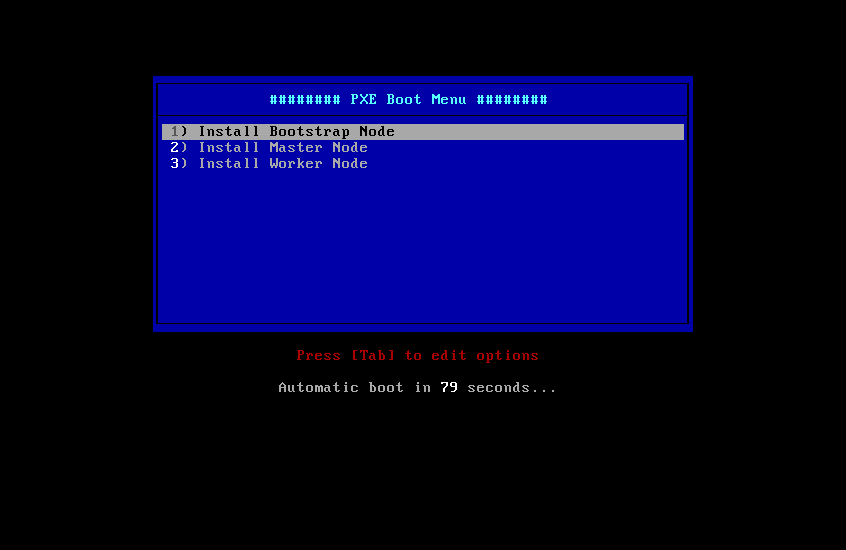 ######## PXE Boot Menu ########
1) Install Bootstrap Node
2) Install Master Node
3) Install Worker Node
Press [Tab] to edit options
Automatic boot in 79 seconds...